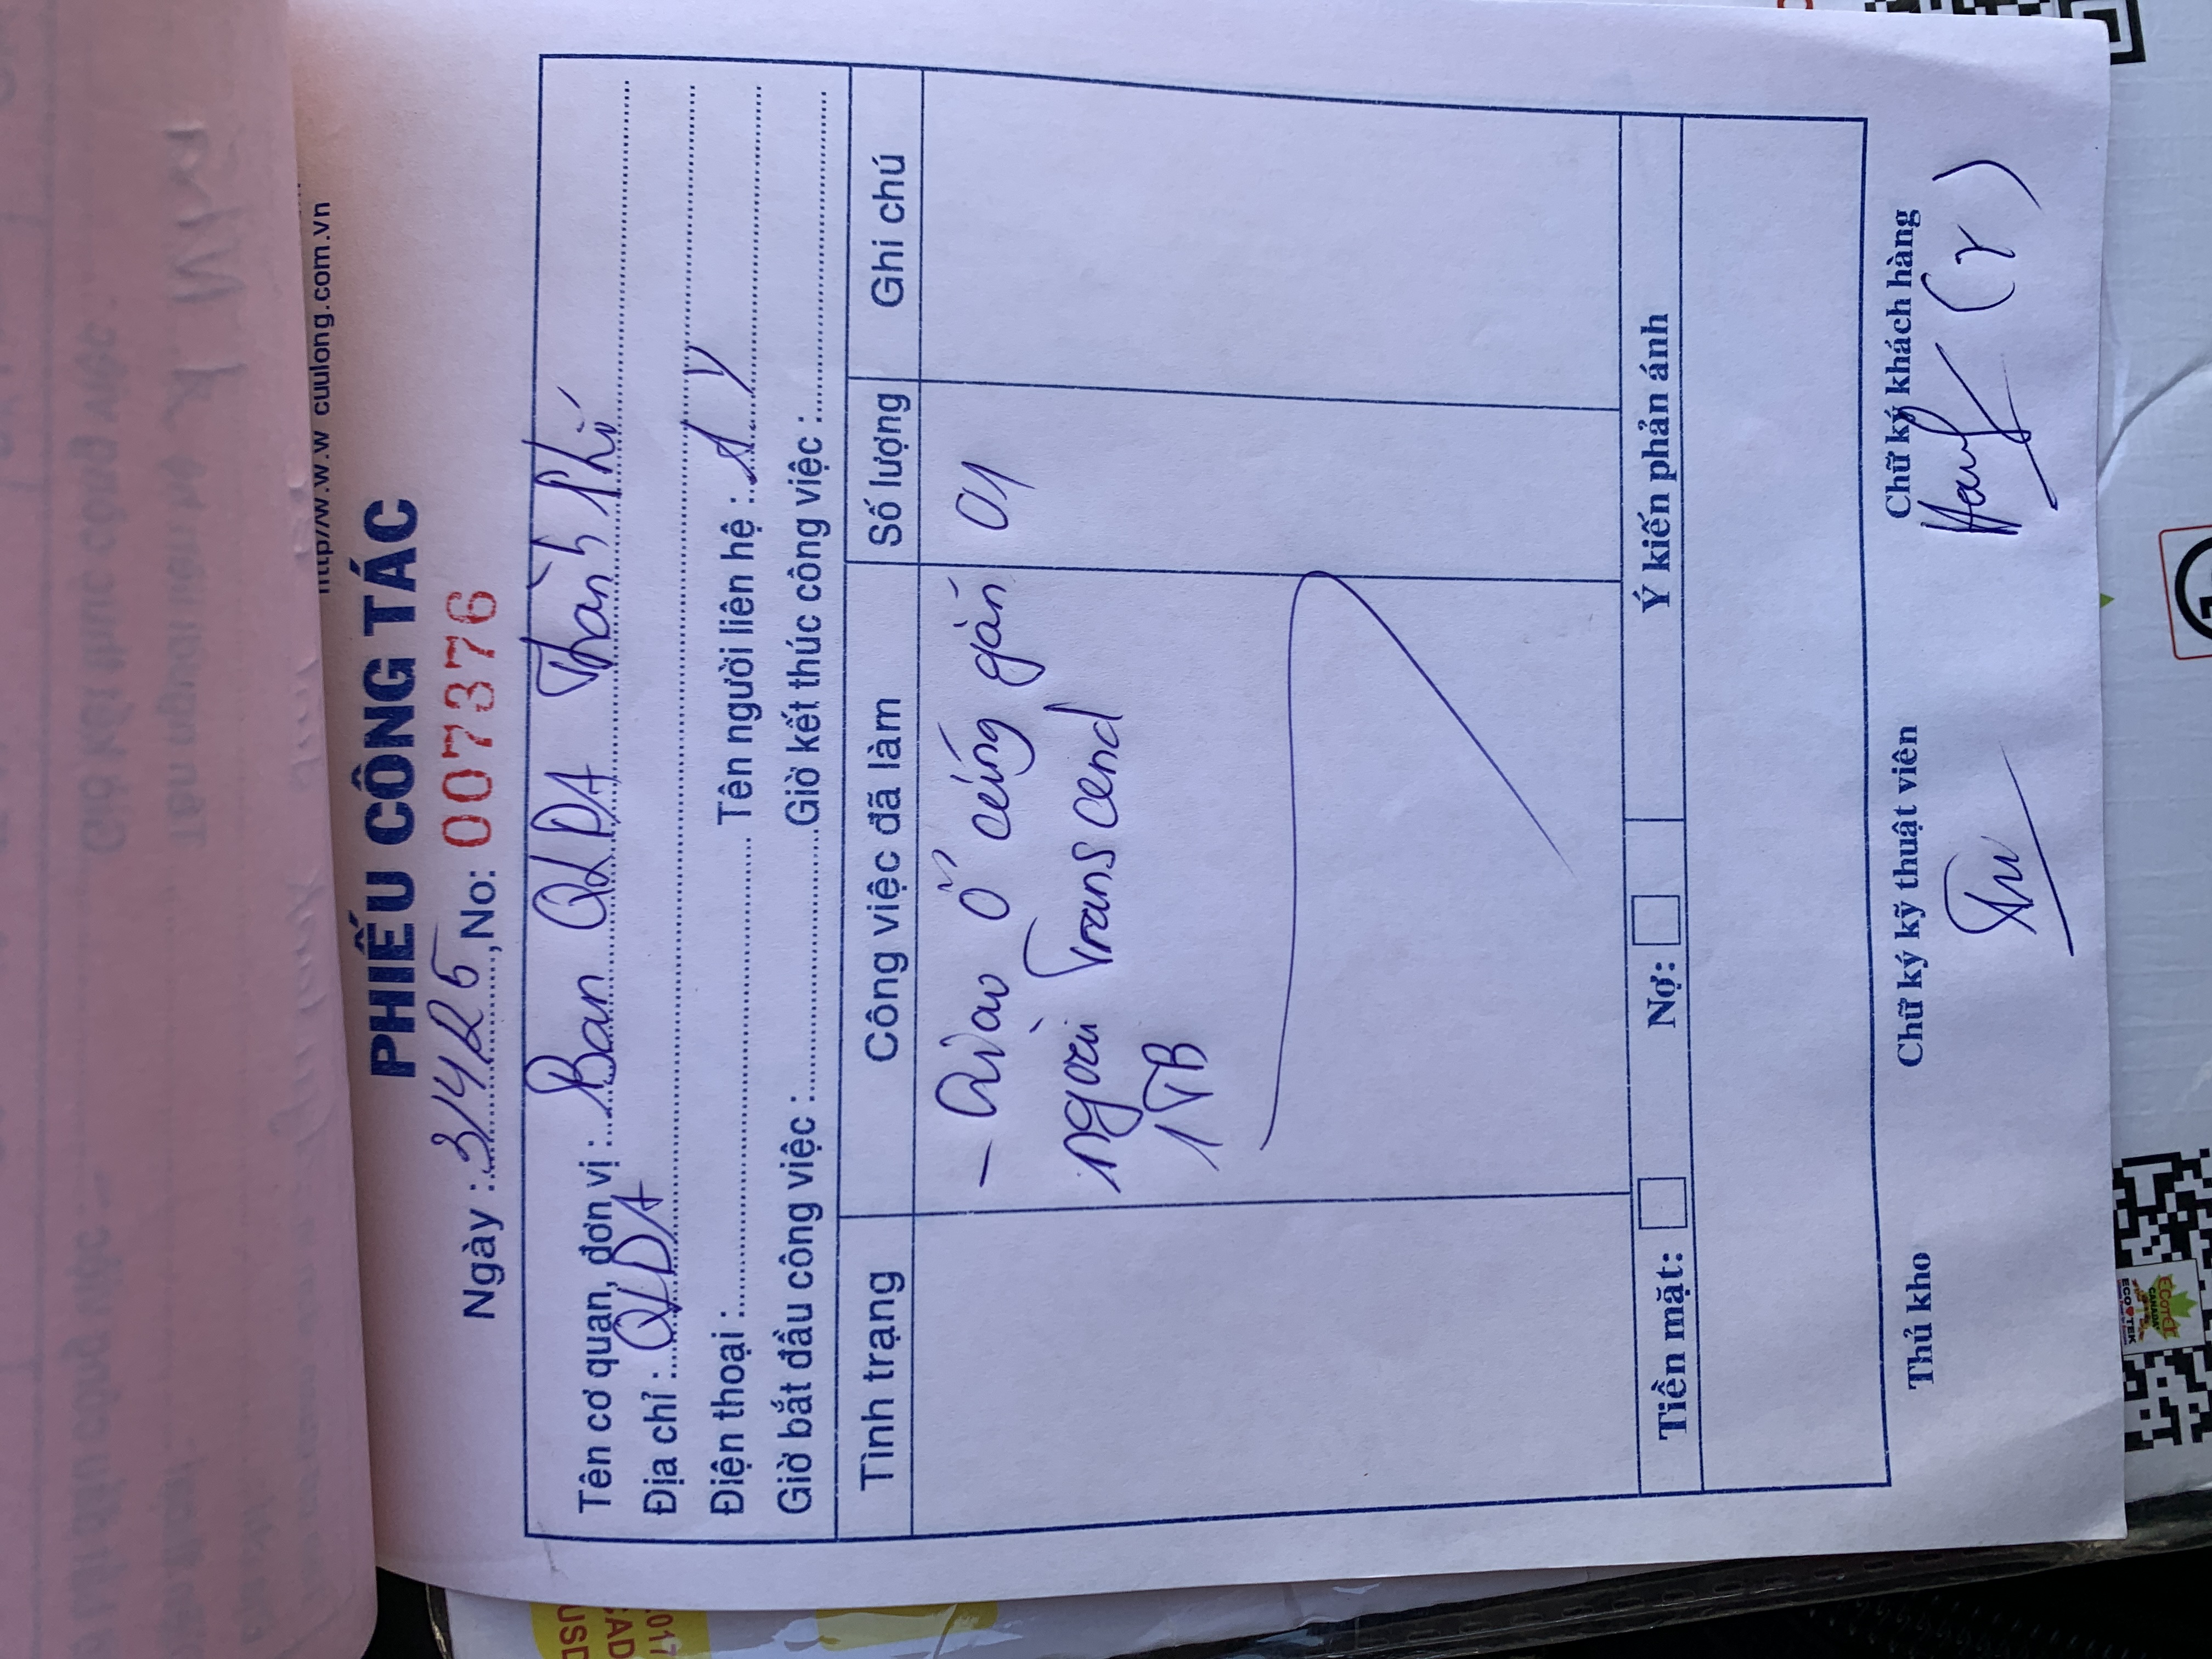 http//w.w.w cuulong.com.vn
PHIẾU CÔNG TÁC
Ngày : 3/4/25, No: 007376
Tên cơ quan, đơn vị : Ban QLDA Thành Phố
Địa chỉ : QLDA
Điện thoại : Tên người liên hệ : A Y
Giờ bắt đầu công việc : Giờ kết thúc công việc :
Tình trạng Công việc đã làm Số lượng Ghi chú
- Giao ổ cứng gắn 01
ngoài Transcend
1TB
Tiền mặt: Nợ: Ý kiến phản ánh
Thủ kho Chữ ký kỹ thuật viên Chữ ký khách hàng
(Y)